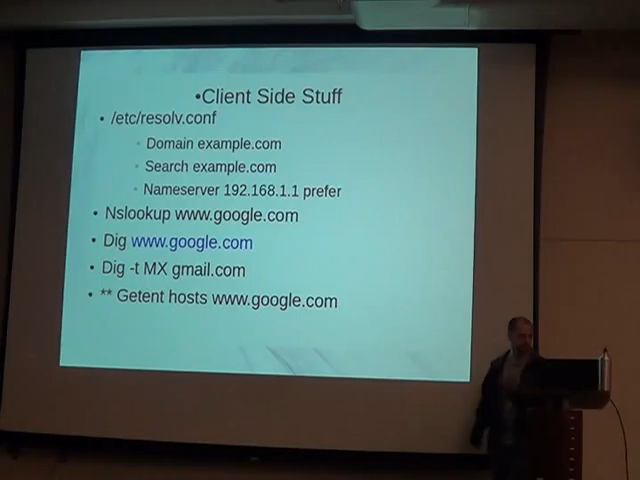 •Client Side Stuff
• /etc/resolv.conf
• Domain example.com
• Search example.com
• Nameserver 192.168.1.1 prefer
• Nslookup www.google.com
• Dig www.google.com
• Dig -t MX gmail.com
• ** Getent hosts www.google.com